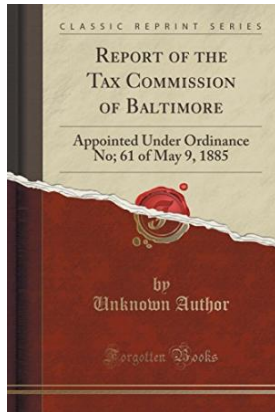 CLASSIC REPRINT SERIES
REPORT OF THE
TAX COMMISSION
OF BALTIMORE
Appointed Under Ordinance
No; 61 of May 9, 1885
by
Unknown Author
Forgotten Books